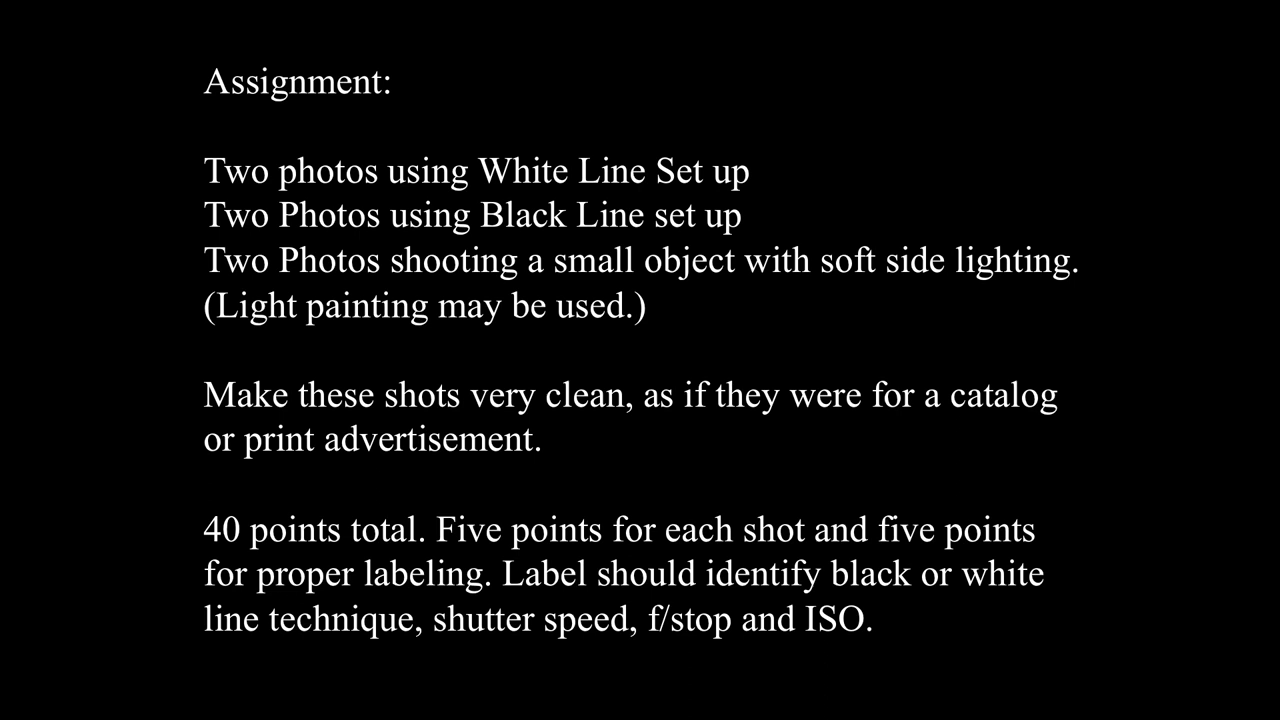 Assignment:
Two photos using White Line Set up
Two Photos using Black Line set up
Two Photos shooting a small object with soft side lighting.
(Light painting may be used.)
Make these shots very clean, as if they were for a catalog
or print advertisement.
40 points total. Five points for each shot and five points
for proper labeling. Label should identify black or white
line technique, shutter speed, f/stop and ISO.